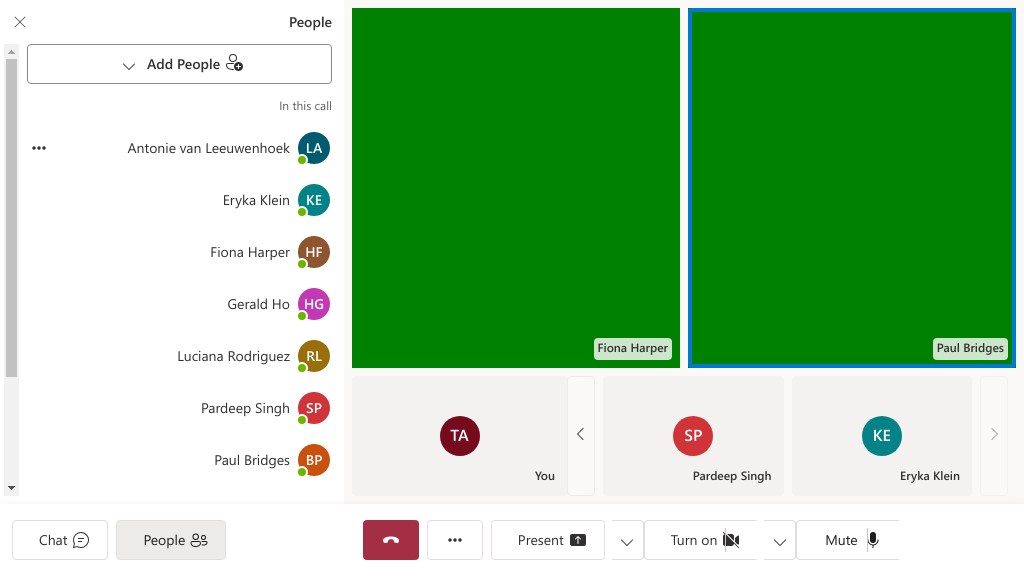 People
Add People
In this call
Antonie van Leeuwenhoek LA
Eryka Klein KE
Fiona Harper HF
Gerald Ho HG
Luciana Rodriguez RL
Pardeep Singh SP
Paul Bridges BP
Fiona Harper
Paul Bridges
TA
You
SP
Pardeep Singh
KE
Eryka Klein
Chat
People
Present
Turn on
Mute